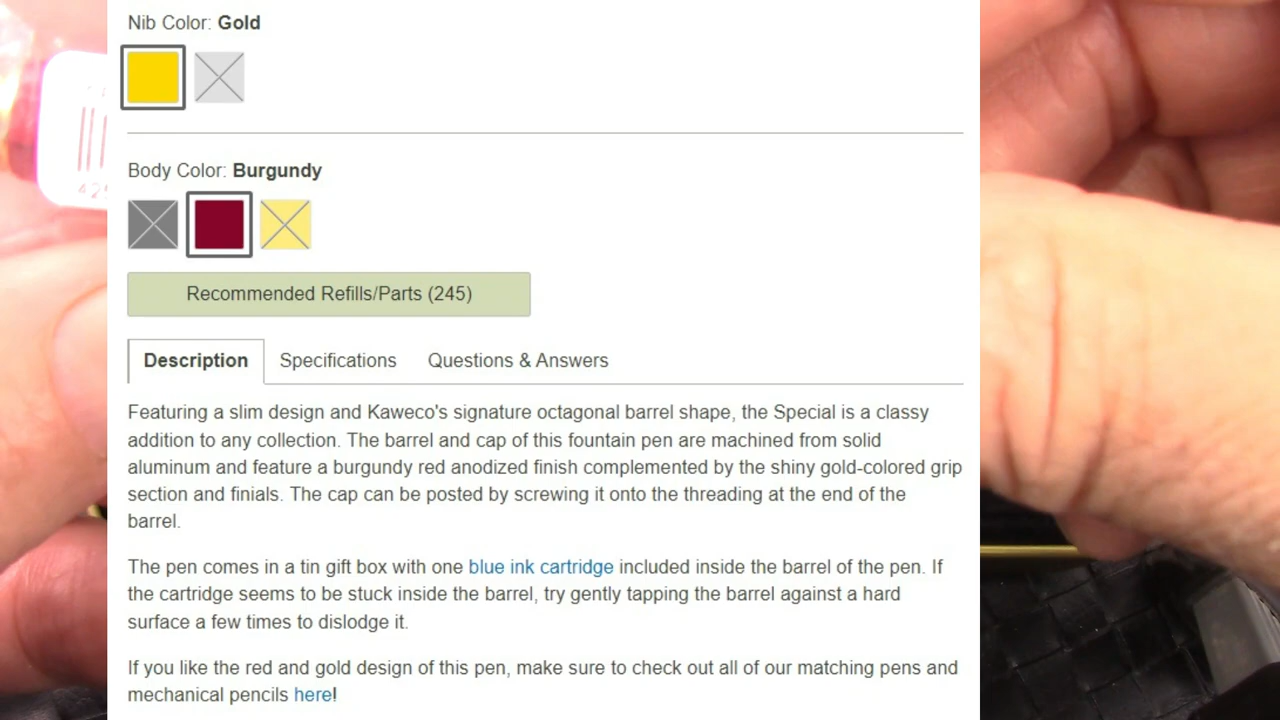 Nib Color: Gold
Body Color: Burgundy
Recommended Refills/Parts (245)
Description Specifications Questions & Answers
Featuring a slim design and Kaweco's signature octagonal barrel shape, the Special is a classy
addition to any collection. The barrel and cap of this fountain pen are machined from solid
aluminum and feature a burgundy red anodized finish complemented by the shiny gold-colored grip
section and finials. The cap can be posted by screwing it onto the threading at the end of the
barrel.
The pen comes in a tin gift box with one blue ink cartridge included inside the barrel of the pen. If
the cartridge seems to be stuck inside the barrel, try gently tapping the barrel against a hard
surface a few times to dislodge it.
If you like the red and gold design of this pen, make sure to check out all of our matching pens and
mechanical pencils here!